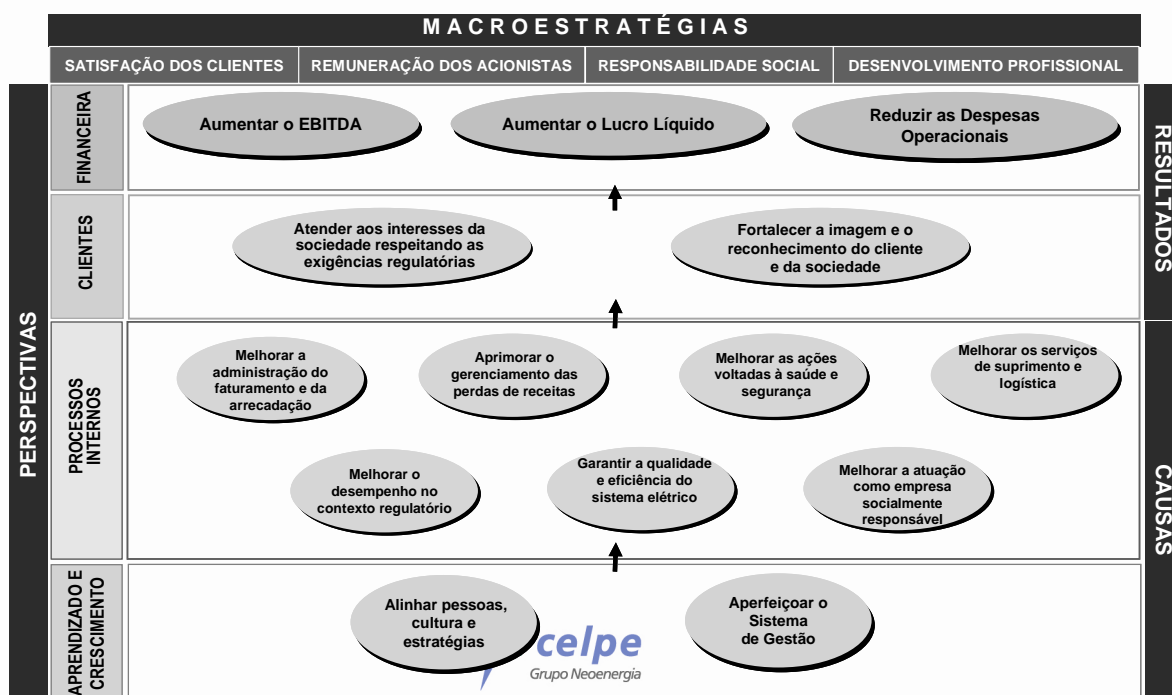 MACROESTRATÉGIAS
SATISFAÇÃO DOS CLIENTES
REMUNERAÇÃO DOS ACIONISTAS
RESPONSABILIDADE SOCIAL
DESENVOLVIMENTO PROFISSIONAL
PERSPECTIVAS
FINANCEIRA
Aumentar o EBITDA
Aumentar o Lucro Líquido
Reduzir as Despesas
Operacionais
RESULTADOS
CLIENTES
Atender aos interesses da
sociedade respeitando as
exigências regulatórias
Fortalecer a imagem e o
reconhecimento do cliente
e da sociedade
PROCESSOS
INTERNOS
Melhorar a
administração do
faturamento e da
arrecadação
Aprimorar o
gerenciamento das
perdas de receitas
Melhorar as ações
voltadas à saúde e
segurança
Melhorar os serviços
de suprimento e
logística
Melhorar o
desempenho no
contexto regulatório
Garantir a qualidade
e eficiência do
sistema elétrico
Melhorar a atuação
como empresa
socialmente
responsável
CAUSAS
APRENDIZADO E
CRESCIMENTO
Alinhar pessoas,
cultura e
estratégias
Aperfeiçoar o
Sistema
de Gestão
celpe
Grupo Neoenergia